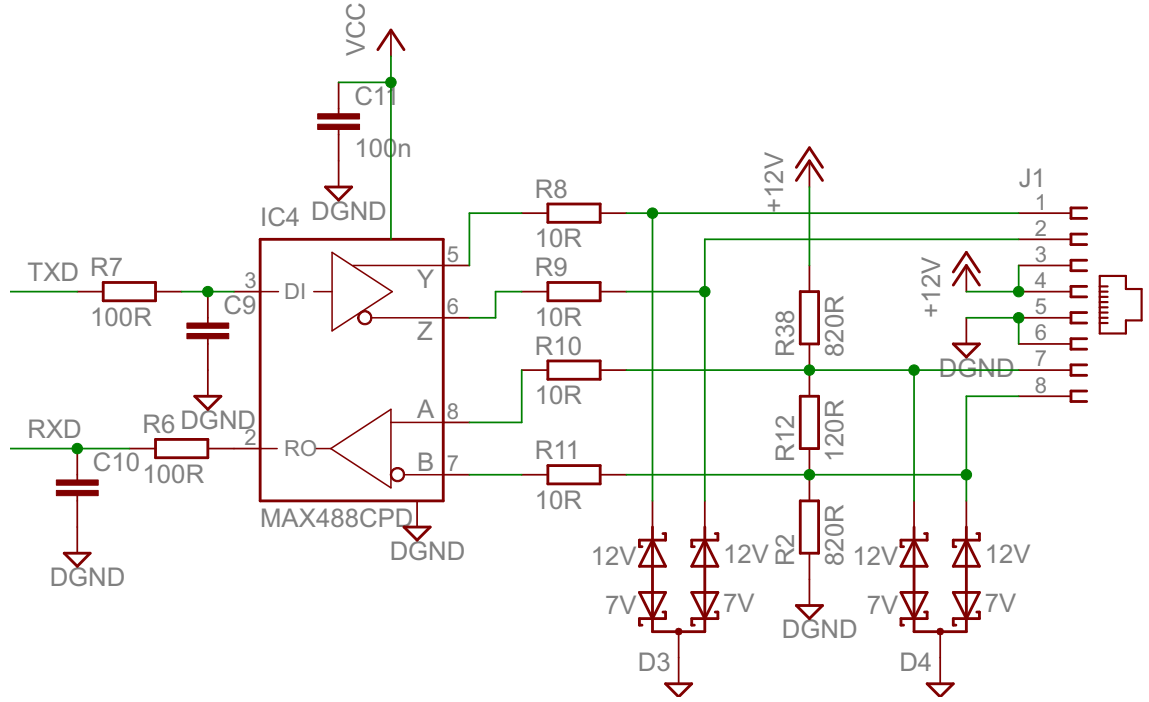 VCC
C11
100n
DGND
IC4
MAX488CPD
DGND
TXD
R7
100R
C9
DGND
3
DI
RXD
C10
R6
100R
DGND
2
RO
Y
5
Z
6
A
8
B
7
R8
10R
R9
10R
R10
10R
R11
10R
+12V
R38
820R
R12
120R
R2
820R
DGND
12V
12V
7V
7V
D3
12V
12V
7V
7V
D4
J1
1
2
3
4
5
6
7
8
+12V
DGND